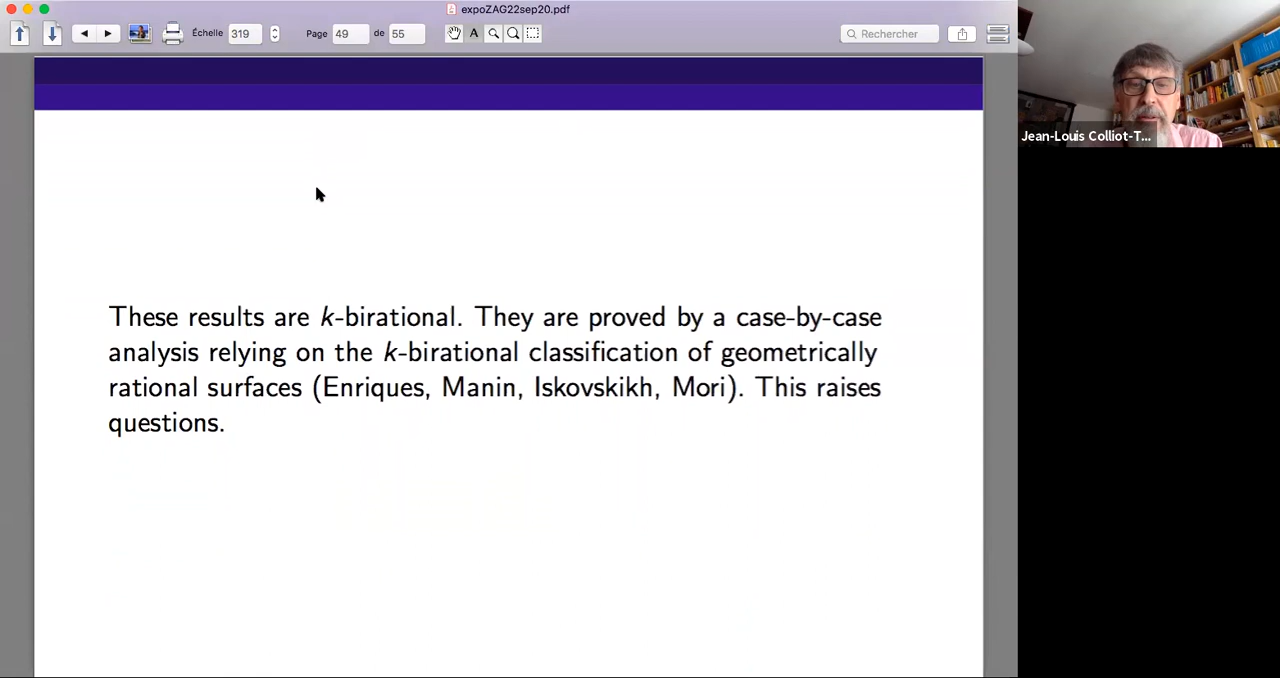 expoZAG22sep20.pdf
Échelle 319 Page 49 de 55 A Rechercher
Jean-Louis Colliot-T...
These results are k-birational. They are proved by a case-by-case
analysis relying on the k-birational classification of geometrically
rational surfaces (Enriques, Manin, Iskovskikh, Mori). This raises
questions.